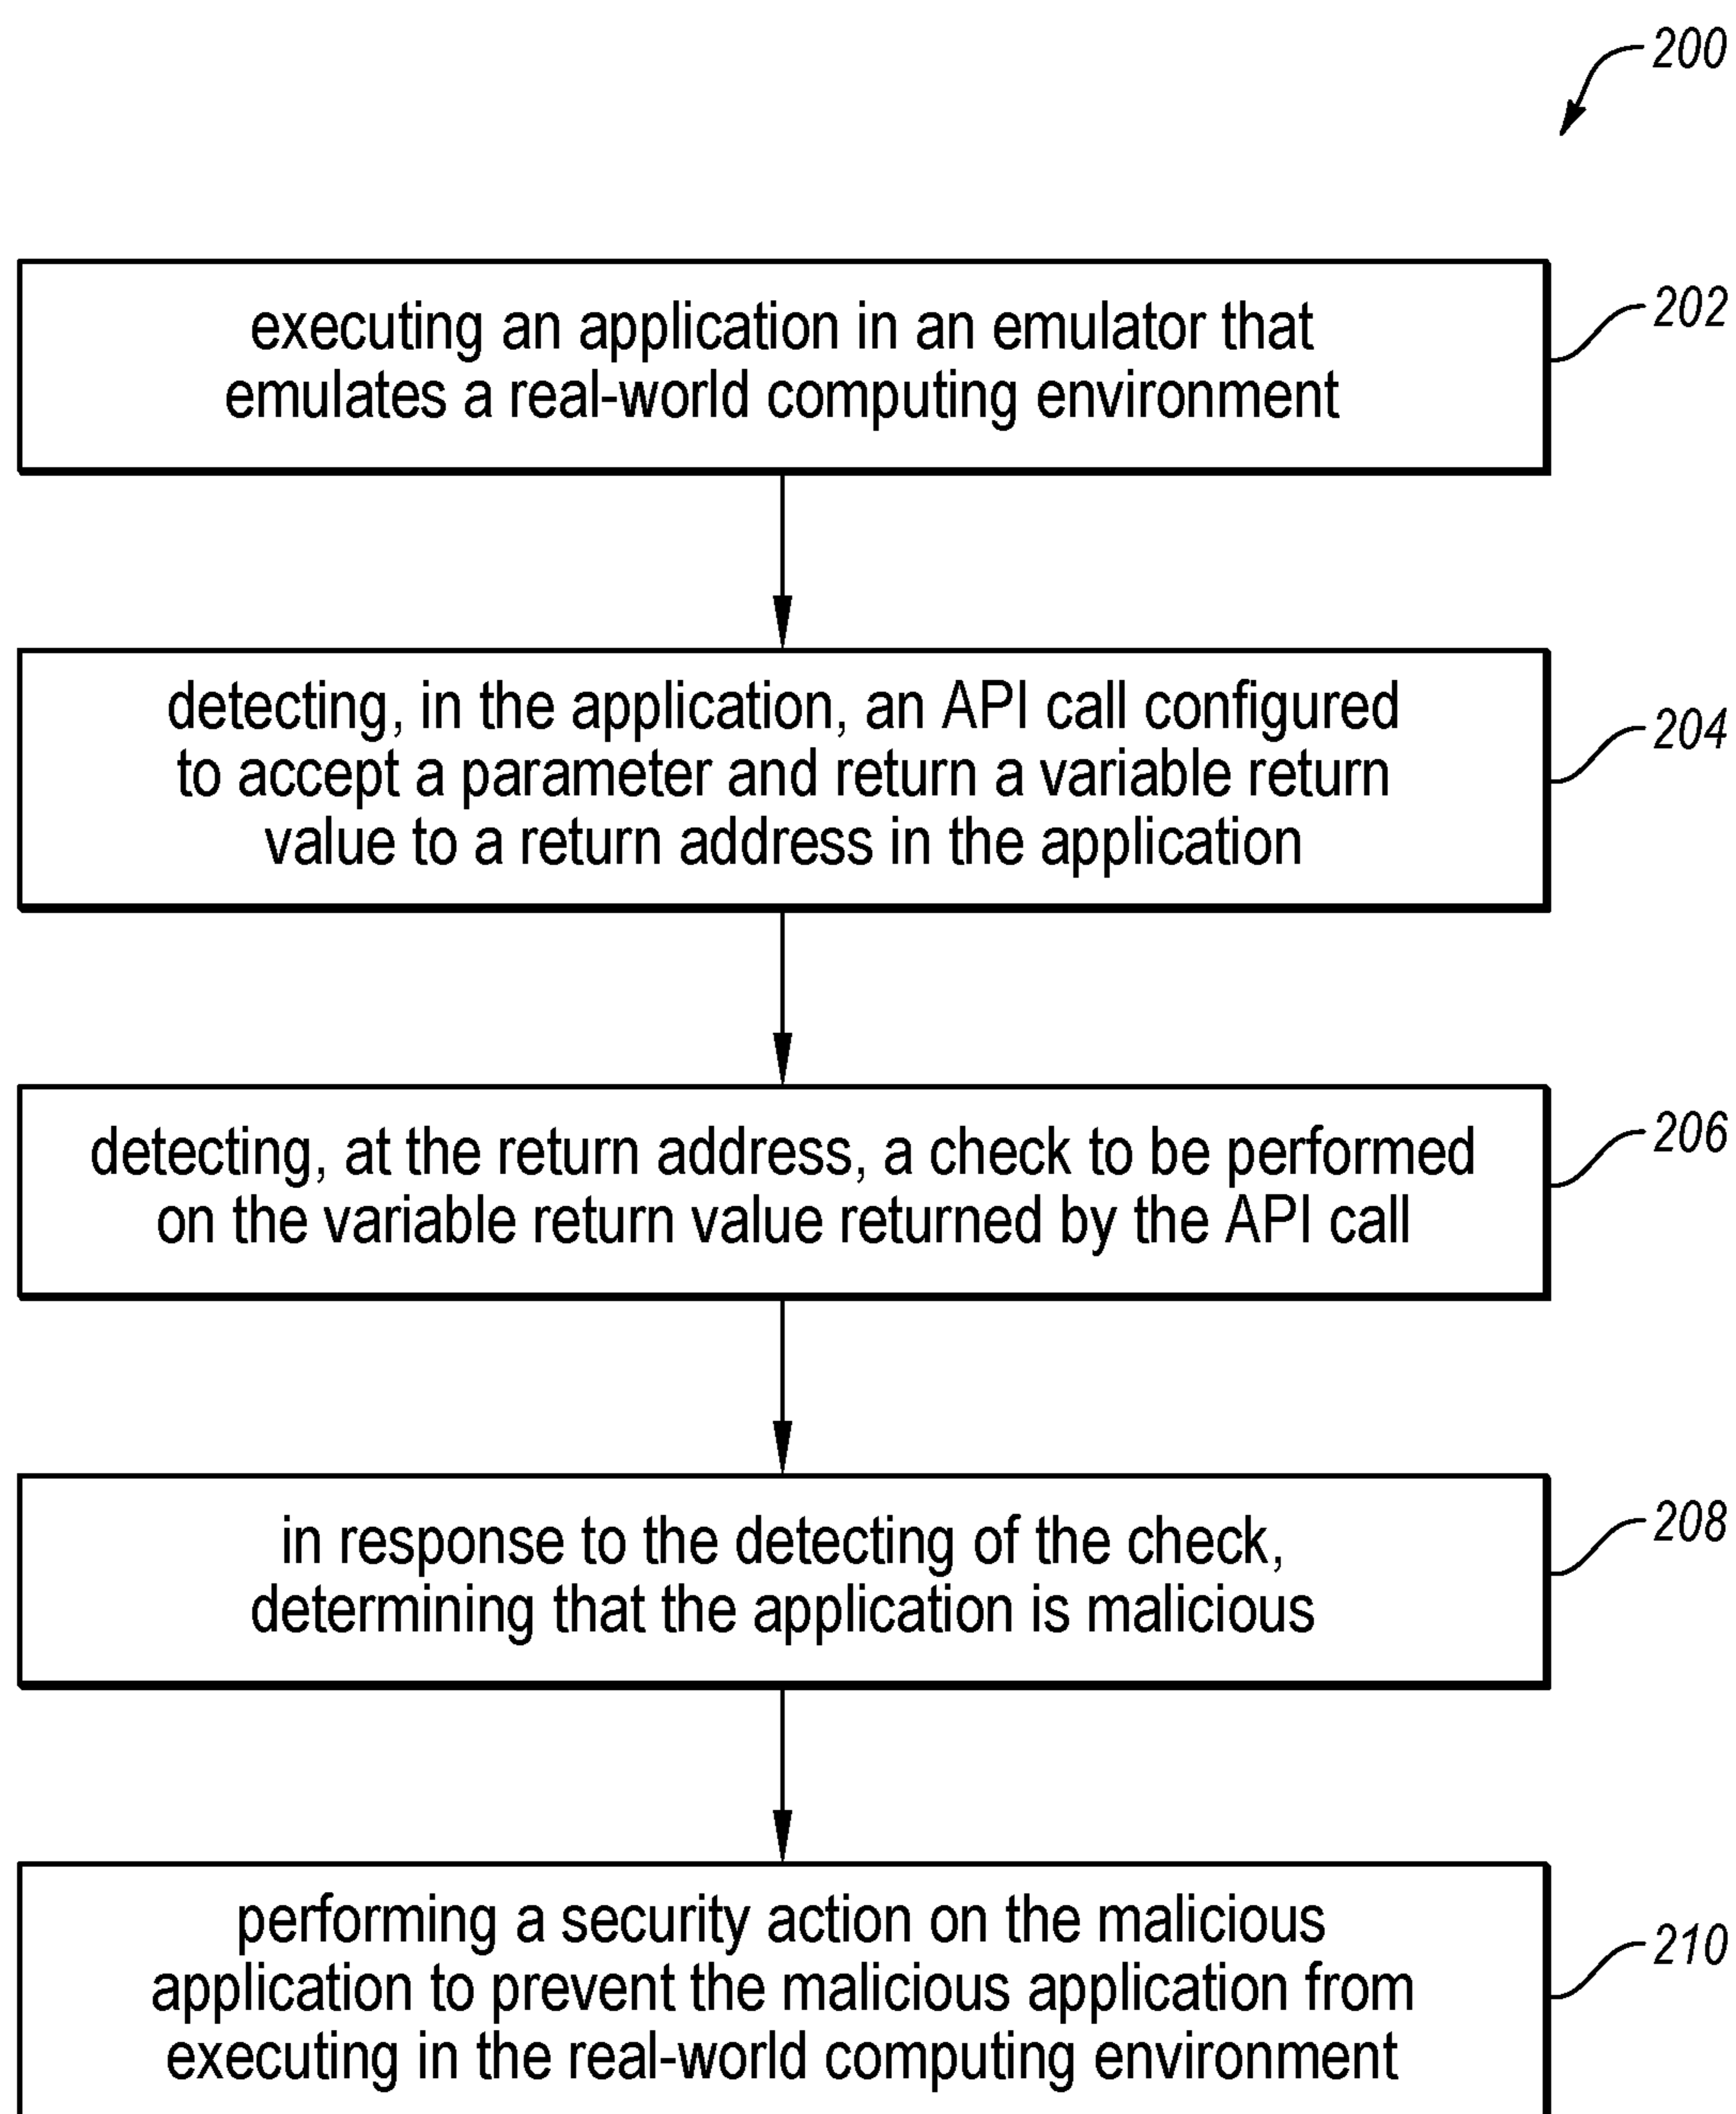 200
executing an application in an emulator that
emulates a real-world computing environment
202
detecting, in the application, an API call configured
to accept a parameter and return a variable return
value to a return address in the application
204
detecting, at the return address, a check to be performed
on the variable return value returned by the API call
206
in response to the detecting of the check,
determining that the application is malicious
208
performing a security action on the malicious
application to prevent the malicious application from
executing in the real-world computing environment
210